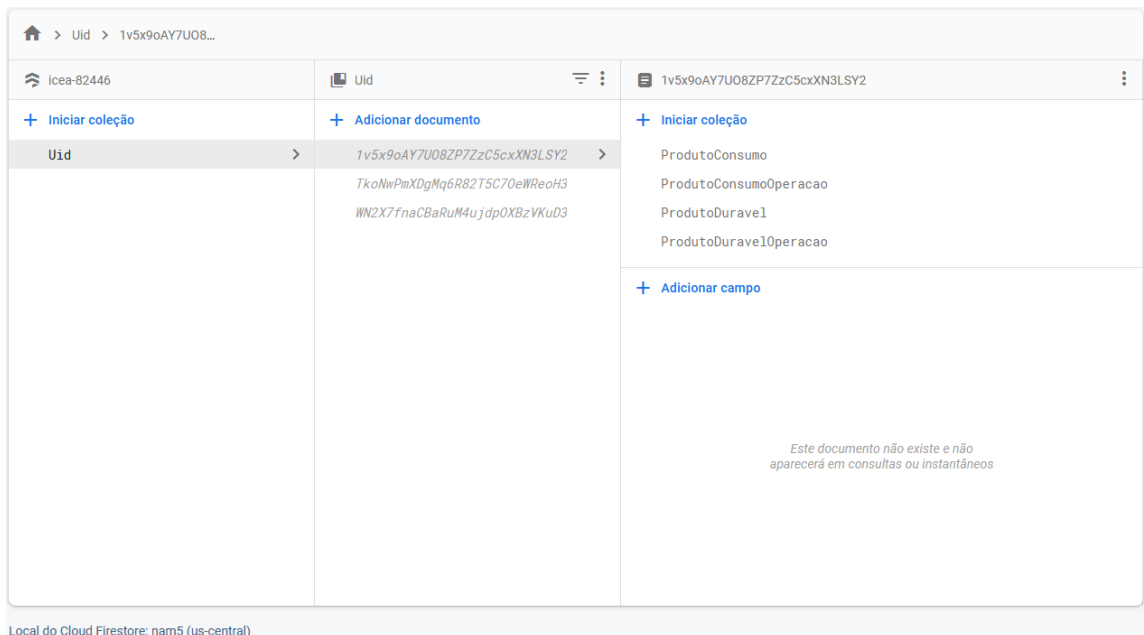 Uid 1v5x9oAY7UO8…
icea-82446
Uid
1v5x9oAY7UO8ZP7ZzC5cxXN3LSY2
Iniciar coleção
Adicionar documento
Iniciar coleção
Uid
1v5x9oAY7UO8ZP7ZzC5cxXN3LSY2
TkoNwPmXDgMq6R82T5C7OeWReoH3
WN2X7fnaCBaRuM4ujdpOXBzVKuD3
ProdutoConsumo
ProdutoConsumoOperacao
ProdutoDuravel
ProdutoDuravelOperacao
Adicionar campo
Este documento não existe e não
aparecerá em consultas ou instantâneos
Local do Cloud Firestore: nam5 (us-central)